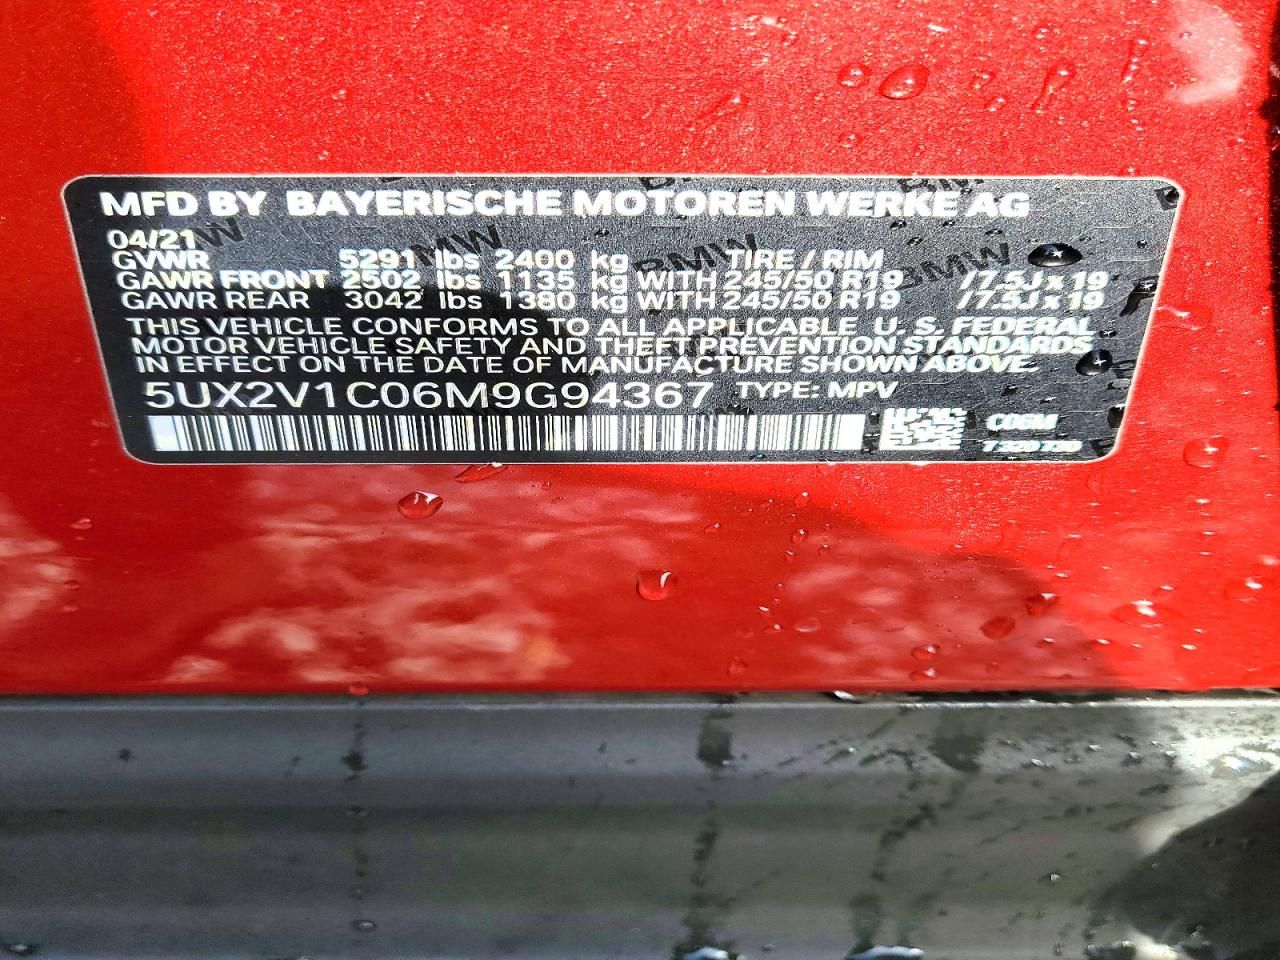 MFD BY BAYERISCHE MOTOREN WERKE AG
04/21
GVWR 5291 lbs 2400 kg TIRE / RIM
GAWR FRONT 2502 lbs 1135 kg WITH 245/50 R19 /7.5J x 19
GAWR REAR 3042 lbs 1380 kg WITH 245/50 R19 /7.5J x 19
THIS VEHICLE CONFORMS TO ALL APPLICABLE U. S. FEDERAL
MOTOR VEHICLE SAFETY AND THEFT PREVENTION STANDARDS
IN EFFECT ON THE DATE OF MANUFACTURE SHOWN ABOVE.
5UX2V1C06M9G94367 TYPE: MPV
C06M